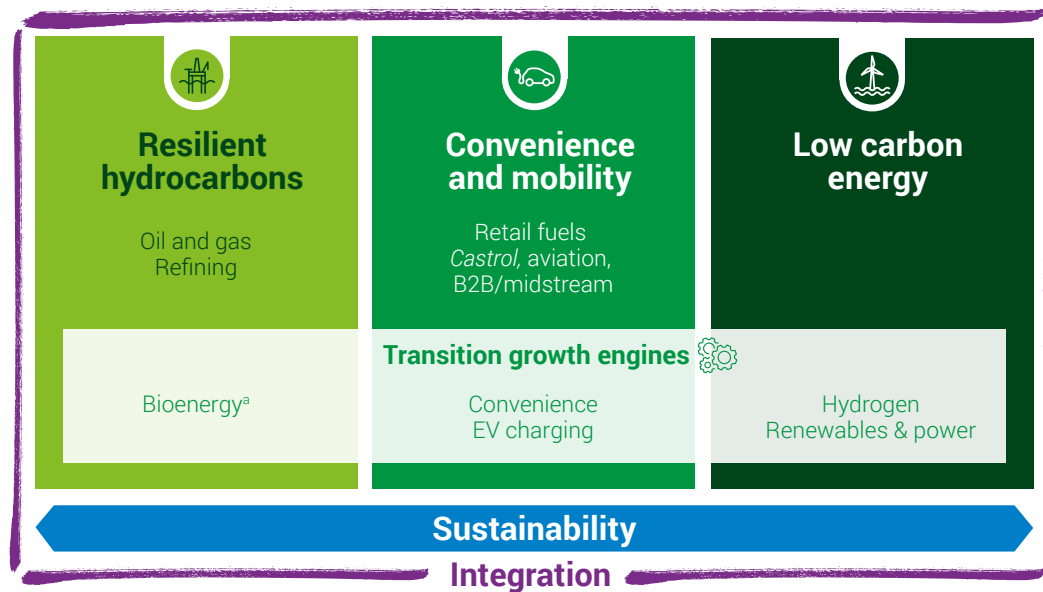 Resilient
hydrocarbons
Oil and gas
Refining
Convenience
and mobility
Retail fuels
Castrol, aviation,
B2B/midstream
Low carbon
energy
Transition growth engines
Bioenergyᵃ
Convenience
EV charging
Hydrogen
Renewables & power
Sustainability
Integration